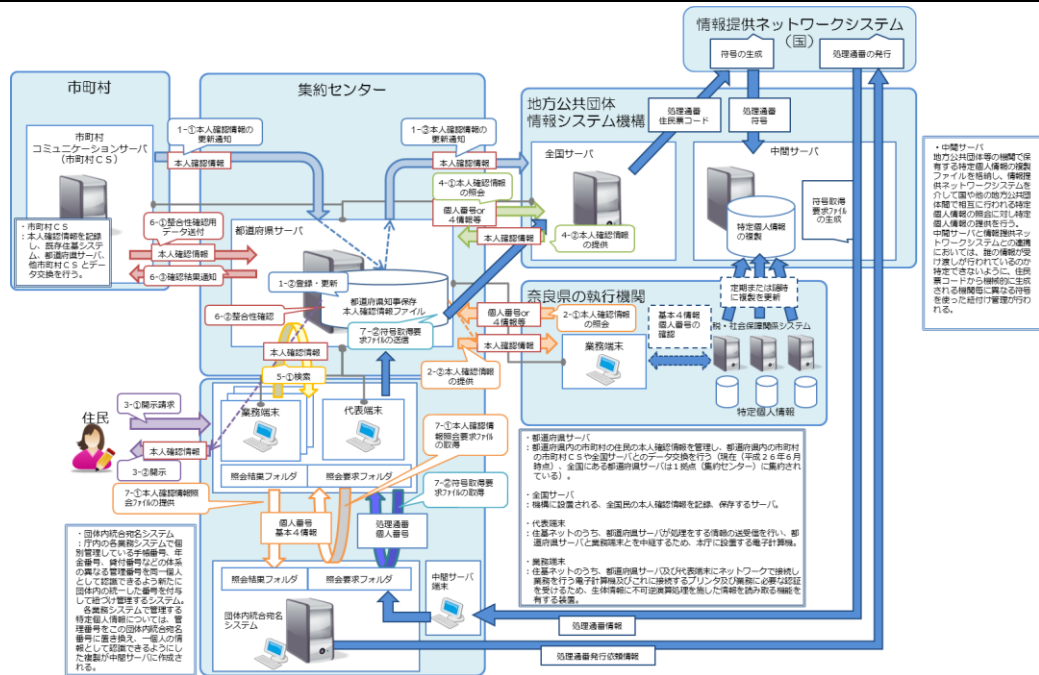 情報提供ネットワークシステム
（国）
符号の生成
処理通番の発行
市町村
集約センター
地方公共団体
情報システム機構
処理通番
住民票コード
処理通番
符号
市町村
コミュニケーションサーバ
（市町村ＣＳ）
1-①本人確認情報の
更新通知
本人確認情報
1-③本人確認情報の
更新通知
本人確認情報
全国サーバ
中間サーバ
4-①本人確認情報
の照会
個人番号or
４情報等
本人確認情報
4-②本人確認情報の
提供
特定個人情報
の複製
符号取得
要求ファイル
の生成
・中間サーバ
地方公共団体等の機関で保
有する特定個人情報の複製
ファイルを格納し、情報提
供ネットワークシステムを
介して国や他の地方公共団
体間で相互に行われる特定
個人情報の照会に対し特定
個人情報の提供を行う。
中間サーバと情報提供ネッ
トワークシステムとの連携
においては、誰の情報が受
け渡しが行われているのか
特定できないように、住民
票コードから機械的に生成
される機関毎に異なる符号
を使った紐付け管理が行わ
れる。
・市町村ＣＳ
：本人確認情報を記録
し、既存住基システ
ム、都道府県サーバ、
他市町村ＣＳとデー
タ交換を行う。
6-①整合性確認用
データ送付
本人確認情報
6-③確認結果通知
都道府県サーバ
1-②登録・更新
都道府県知事保存
本人確認情報ファイル
6-②整合性確認
7-②符号取得要
求ファイルの送信
本人確認情報
5-①検索
奈良県の執行機関
個人番号or
４情報等
2-①本人確認情報
の照会
本人確認情報
2-②本人確認情報
の提供
業務端末
基本４情報
個人番号の
確認
定期または随時
に複製を更新
税・社会保障関係システム
特定個人情報
住民
3-①開示請求
本人確認情報
3-②開示
業務端末
代表端末
照会結果フォルダ
照会要求フォルダ
7-①本人確認情
報照会要求ファイル
の取得
7-②符号取得要
求ファイルの取得
7-①本人確認情報照
会ファイルの提供
個人番号
基本４情報
処理通番
個人番号
照会結果フォルダ
照会要求フォルダ
団体内統合宛名
システム
中間サーバ
端末
・都道府県サーバ
：都道府県内の市町村の住民の本人確認情報を管理し、都道府県内の市町村
の市町村ＣＳや全国サーバとのデータ交換を行う（現在（平成２６年６月
時点）、全国にある都道府県サーバは１拠点（集約センター）に集約され
ている）。
・全国サーバ
：機構に設置される、全国民の本人確認情報を記録、保存するサーバ。
・代表端末
：住基ネットのうち、都道府県サーバが処理をする情報の送受信を行い、都
道府県サーバと業務端末とを中継するため、本庁に設置する電子計算機。
・業務端末
：住基ネットのうち、都道府県サーバ及び代表端末にネットワークで接続し
業務を行う電子計算機及びこれに接続するプリンタ及び業務に必要な認証
を受けるため、生体情報に不可逆演算処理を施した情報を読み取る機能を
有する装置。
・団体内統合宛名システム
：庁内の各業務システムで個
別管理している手帳番号、年
金番号、貸付番号などの体系
の異なる管理番号を同一個人
として認識できるよう新たに
団体内の統一した番号を付与
して紐づけ管理するシステム。
各業務システムで管理する
特定個人情報については、管
理番号をこの団体内統合宛名
番号に置き換え、一個人の情
報として認識できるようにし
た複製が中間サーバに作成さ
れる。
処理通番情報
処理通番発行依頼情報